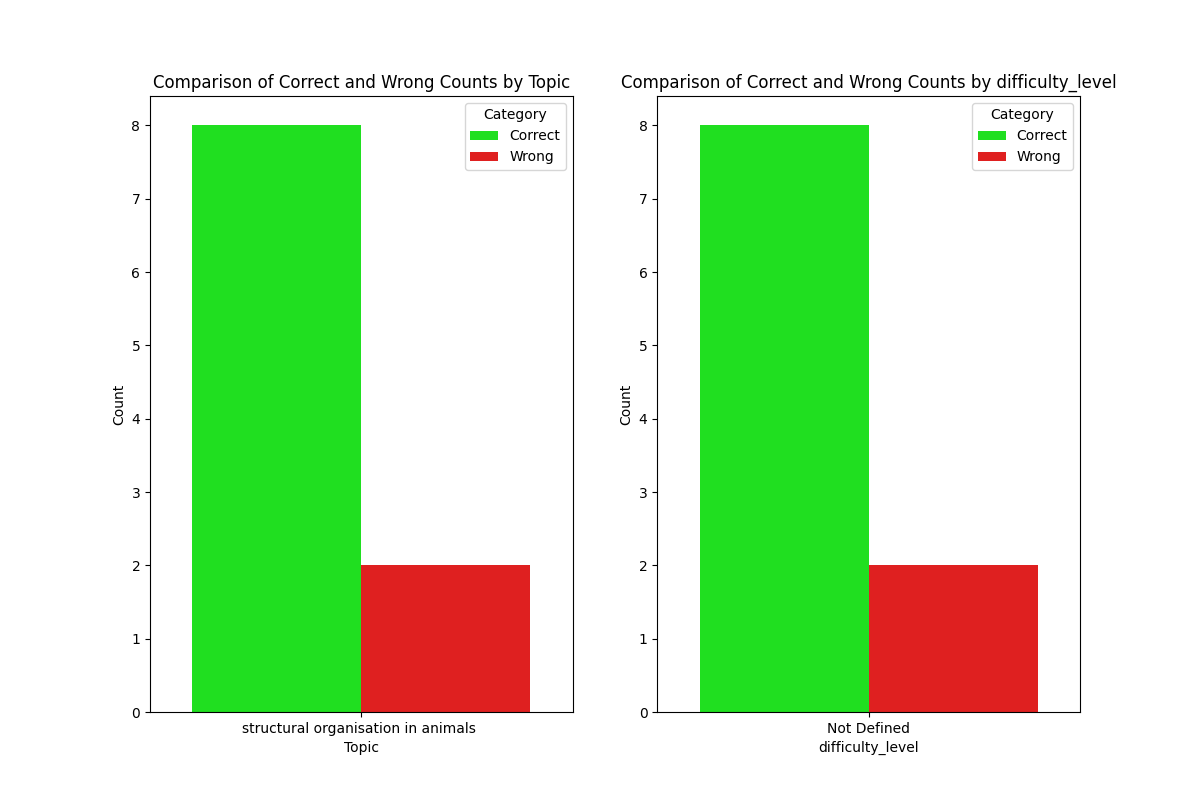 Comparison of Correct and Wrong Counts by Topic
Category
Correct
Wrong
8
7
6
5
4
3
2
1
0
Count
structural organisation in animals
Topic
Comparison of Correct and Wrong Counts by difficulty_level
Category
Correct
Wrong
8
7
6
5
4
3
2
1
0
Count
Not Defined
difficulty_level